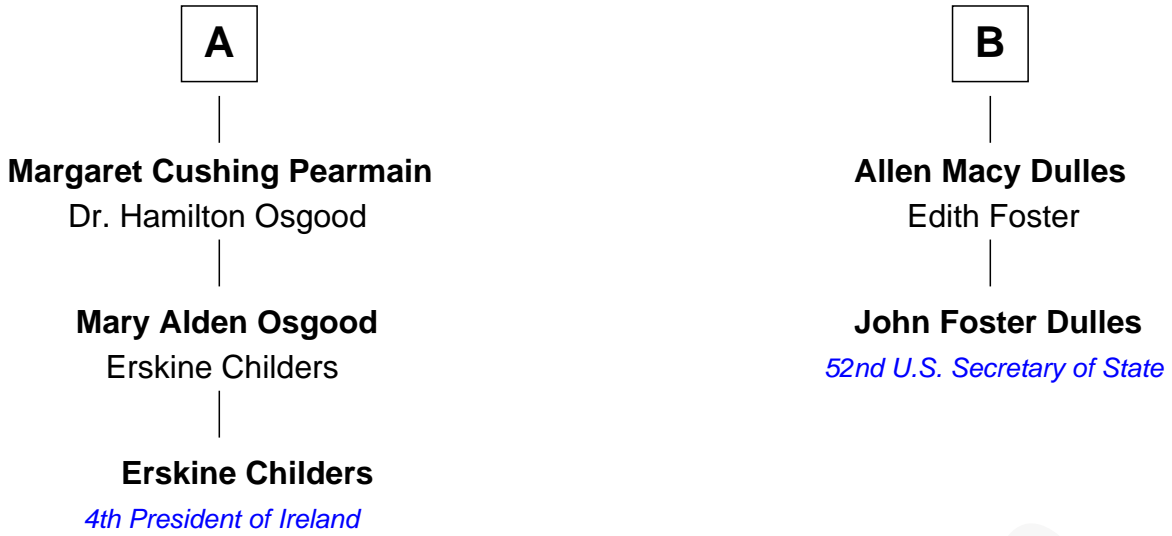 A
Margaret Cushing Pearmain
Dr. Hamilton Osgood
Mary Alden Osgood
Erskine Childers
Erskine Childers
4th President of Ireland
B
Allen Macy Dulles
Edith Foster
John Foster Dulles
52nd U.S. Secretary of State